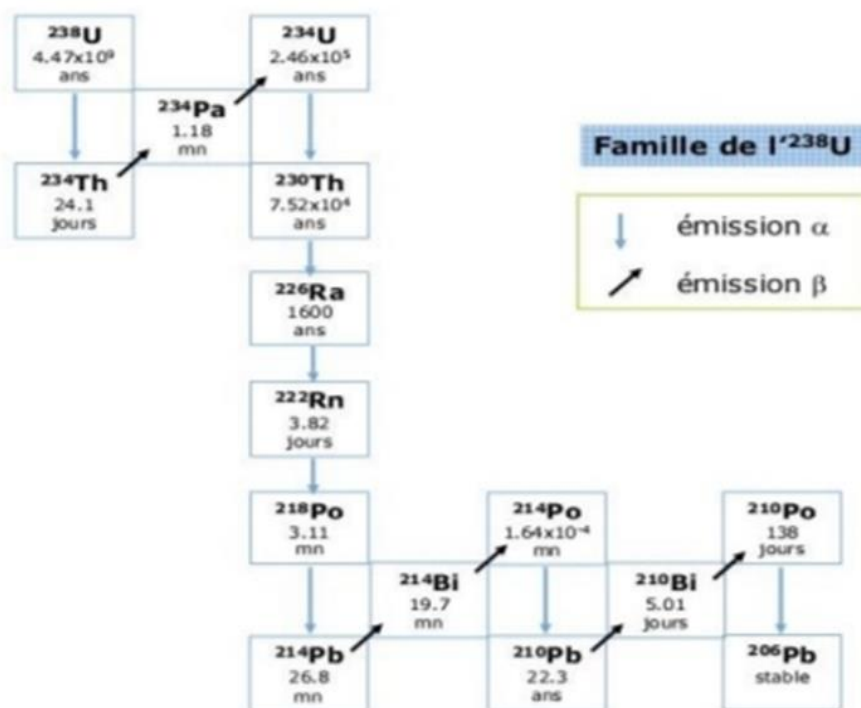 ²³⁸U
4.47x10⁹
ans
²³⁴U
2.46x10⁵
ans
²³⁴Pa
1.18
mn
²³⁴Th
24.1
jours
²³⁰Th
7.52x10⁴
ans
Famille de l'²³⁸U
émission α
émission β
²²⁶Ra
1600
ans
²²²Rn
3.82
jours
²¹⁸Po
3.11
mn
²¹⁴Po
1.64x10⁻⁴
mn
²¹⁰Po
138
jours
²¹⁴Bi
19.7
mn
²¹⁰Bi
5.01
jours
²¹⁴Pb
26.8
mn
²¹⁰Pb
22.3
ans
²⁰⁶Pb
stable